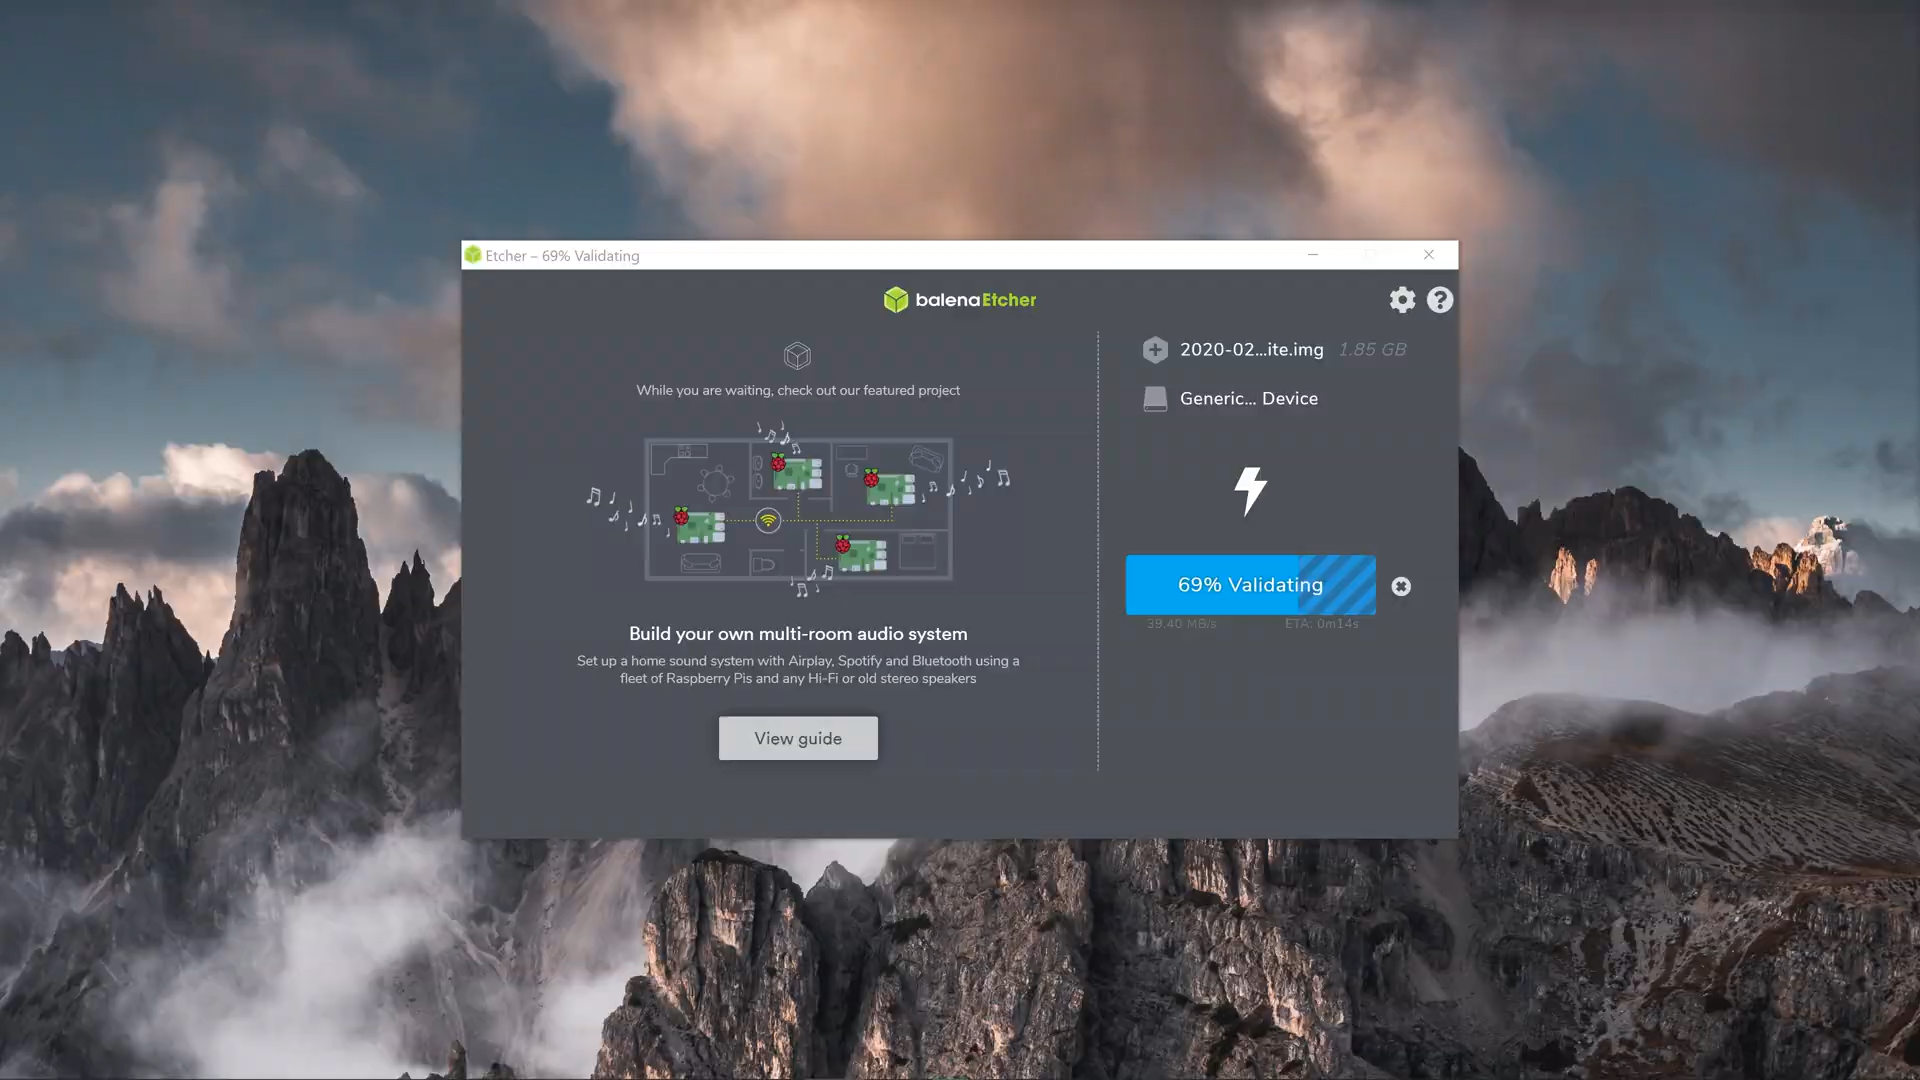 Etcher – 69% Validating
balenaEtcher
While you are waiting, check out our featured project
Build your own multi-room audio system
Set up a home sound system with Airplay, Spotify and Bluetooth using a
fleet of Raspberry Pis and any Hi-Fi or old stereo speakers
View guide
2020-02...ite.img 1.85 GB
Generic... Device
69% Validating
39.40 MB/s ETA: 0m14s